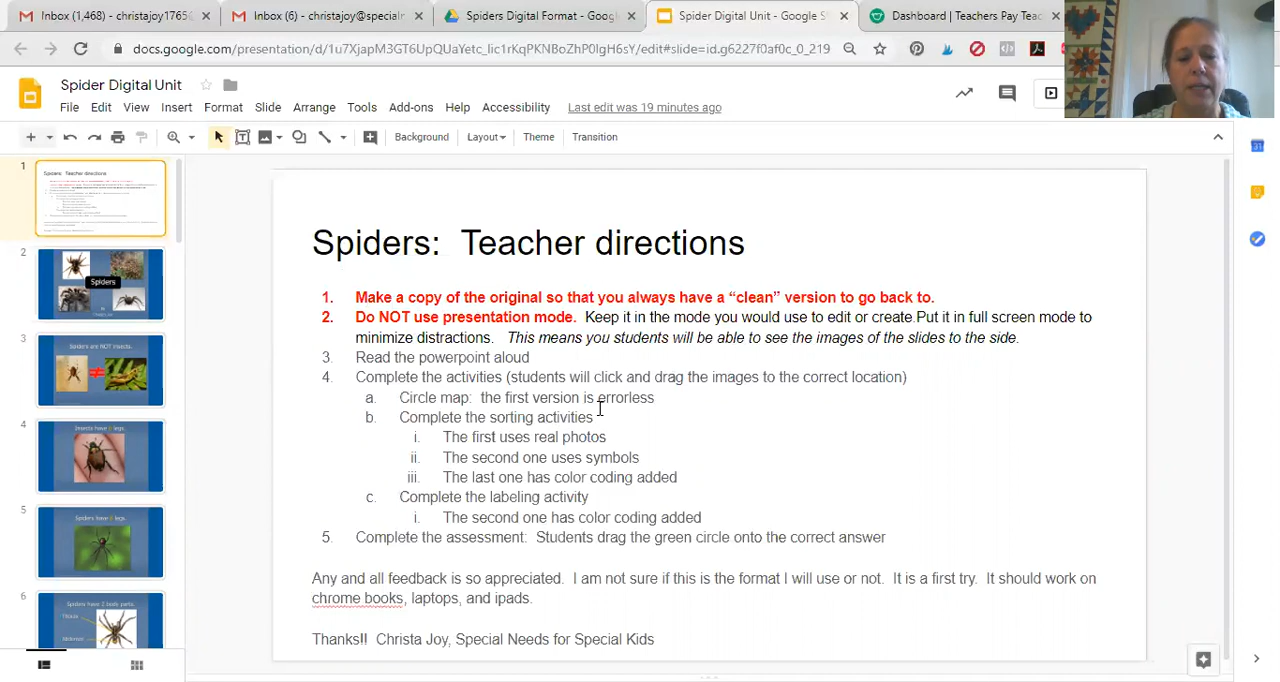 Inbox (1,468) - christajoy1765@
Inbox (6) - christajoy@specialn
Spiders Digital Format - Goog
Spider Digital Unit - Google Sl
Dashboard | Teachers Pay Teac
docs.google.com/presentation/d/1u7XjapM3GT6UpQUaYetc_lic1rKqPKNBoZhP0lgH6sY/edit#slide=id.g6227f0af0c_0_219
Spider Digital Unit
File Edit View Insert Format Slide Arrange Tools Add-ons Help Accessibility Last edit was 19 minutes ago
Background Layout Theme Transition
1
Spiders: Teacher directions
2
Spiders
3
Spiders are NOT insects.
4
Insects have 6 legs.
5
Spiders have 8 legs.
6
Spiders have 2 body parts.
Abdomen
Spiders: Teacher directions
1. Make a copy of the original so that you always have a “clean” version to go back to.
2. Do NOT use presentation mode. Keep it in the mode you would use to edit or create.Put it in full screen mode to
minimize distractions. This means you students will be able to see the images of the slides to the side.
3. Read the powerpoint aloud
4. Complete the activities (students will click and drag the images to the correct location)
a. Circle map: the first version is errorless
b. Complete the sorting activities
i. The first uses real photos
ii. The second one uses symbols
iii. The last one has color coding added
c. Complete the labeling activity
i. The second one has color coding added
5. Complete the assessment: Students drag the green circle onto the correct answer
Any and all feedback is so appreciated. I am not sure if this is the format I will use or not. It is a first try. It should work on
chrome books, laptops, and ipads.
Thanks!! Christa Joy, Special Needs for Special Kids